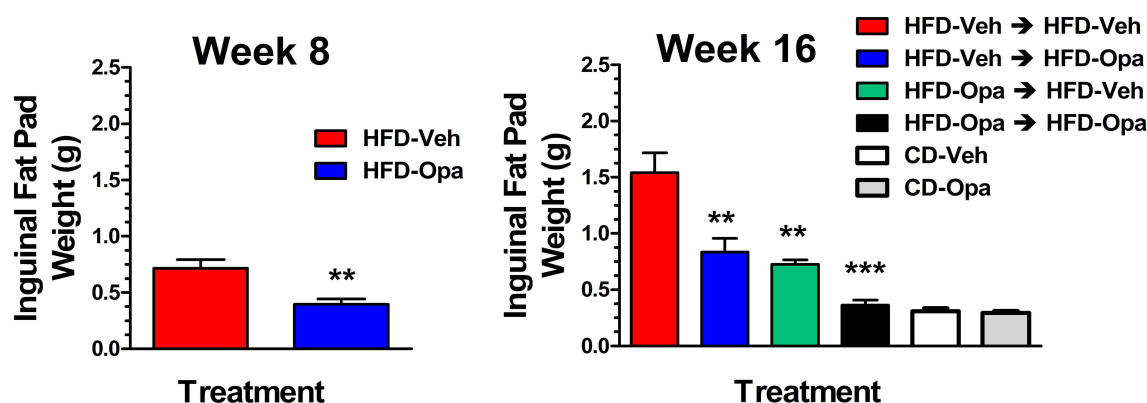 Week 8
Inguinal Fat Pad
Weight (g)
2.5
2.0
1.5
1.0
0.5
0.0
**
HFD-Veh
HFD-Opa
Treatment
Week 16
Inguinal Fat Pad
Weight (g)
2.5
2.0
1.5
1.0
0.5
0.0
**
**
***
HFD-Veh ➔ HFD-Veh
HFD-Veh ➔ HFD-Opa
HFD-Opa ➔ HFD-Veh
HFD-Opa ➔ HFD-Opa
CD-Veh
CD-Opa
Treatment